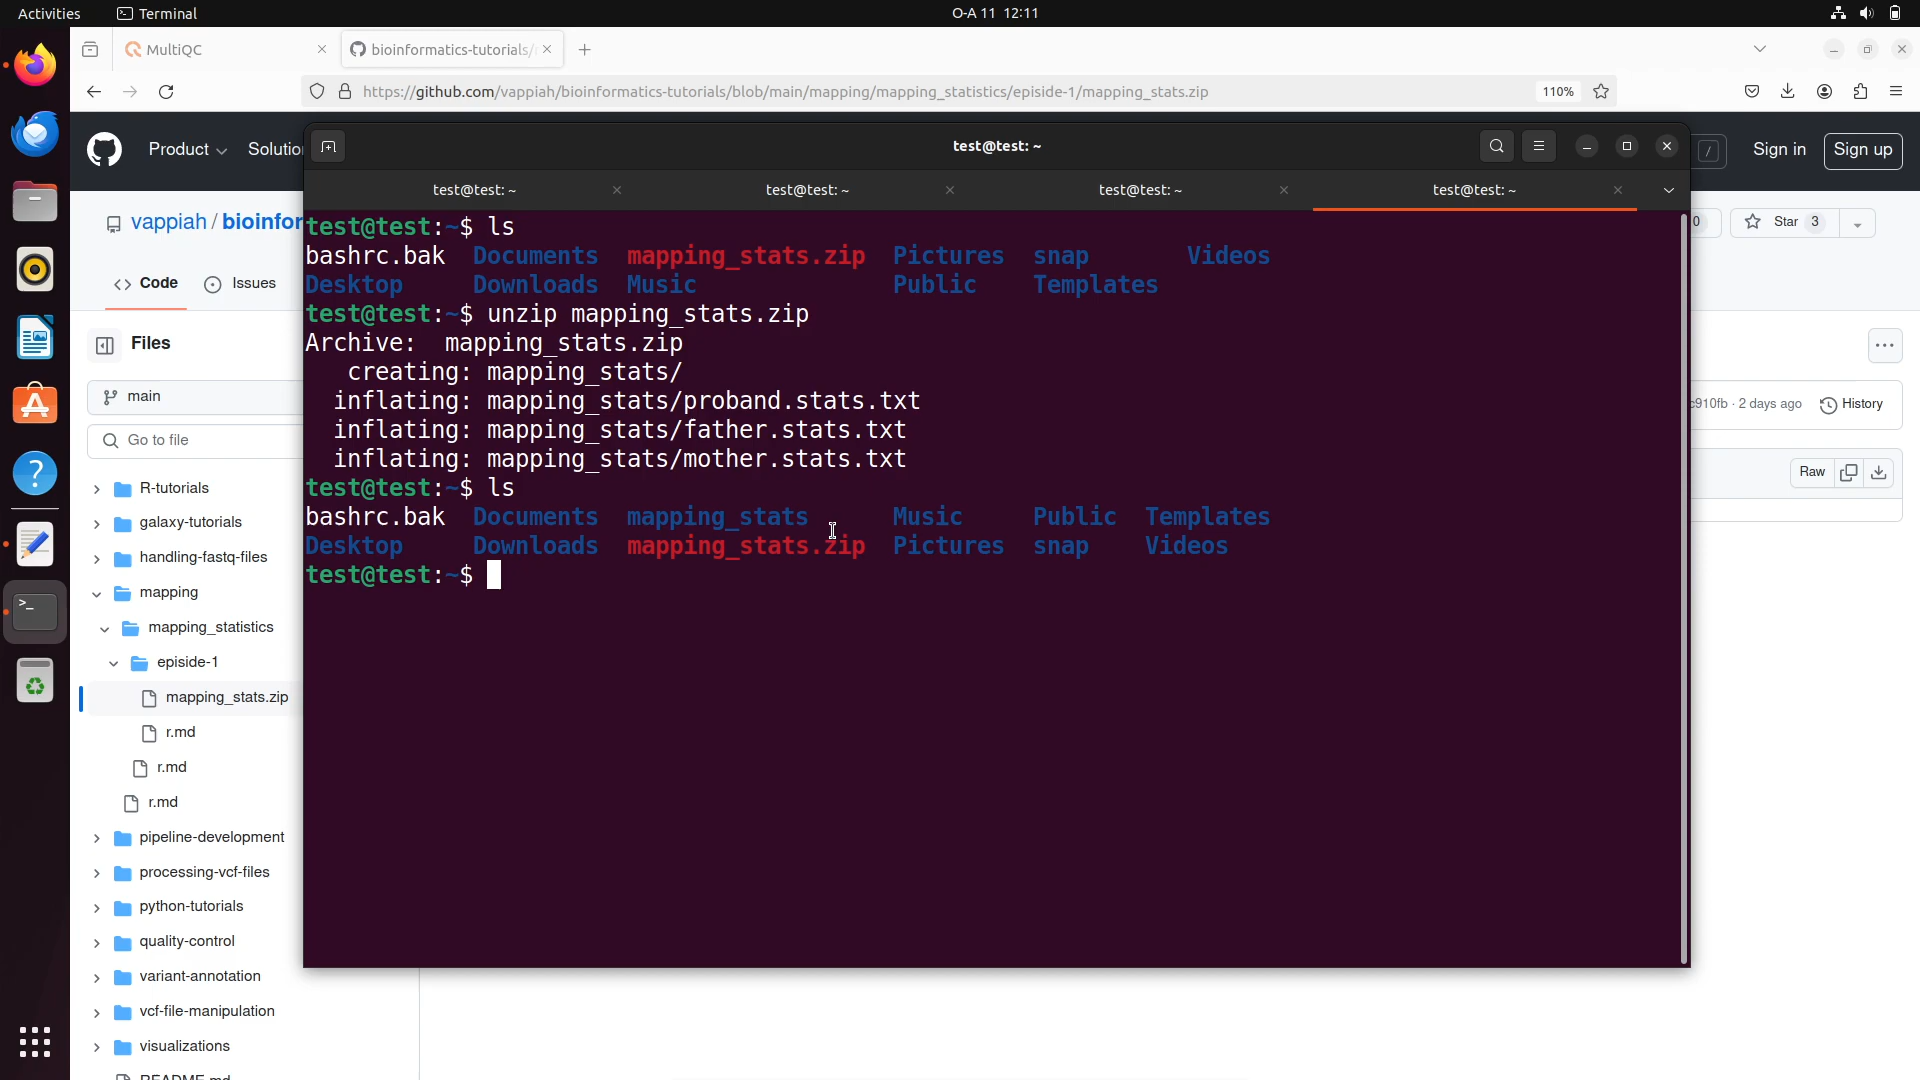 Activities
Terminal
O-A 11 12:11
MultiQC
bioinformatics-tutorials/
https://github.com/vappiah/bioinformatics-tutorials/blob/main/mapping/mapping_statistics/episide-1/mapping_stats.zip
110%
Product
Solutio
/
Sign in
Sign up
test@test: ~
test@test: ~
test@test: ~
test@test: ~
test@test: ~
vappiah / bioinfor
0
Star 3
Code
Issues
Files
main
Go to file
R-tutorials
galaxy-tutorials
handling-fastq-files
mapping
mapping_statistics
episide-1
mapping_stats.zip
r.md
r.md
r.md
pipeline-development
processing-vcf-files
python-tutorials
quality-control
variant-annotation
vcf-file-manipulation
visualizations
README.md
test@test:~$ ls
bashrc.bak Documents mapping_stats.zip Pictures snap Videos
Desktop Downloads Music Public Templates
test@test:~$ unzip mapping_stats.zip
Archive: mapping_stats.zip
creating: mapping_stats/
inflating: mapping_stats/proband.stats.txt
inflating: mapping_stats/father.stats.txt
inflating: mapping_stats/mother.stats.txt
test@test:~$ ls
bashrc.bak Documents mapping_stats Music Public Templates
Desktop Downloads mapping_stats.zip Pictures snap Videos
test@test:~$
c910fb · 2 days ago
History
Raw